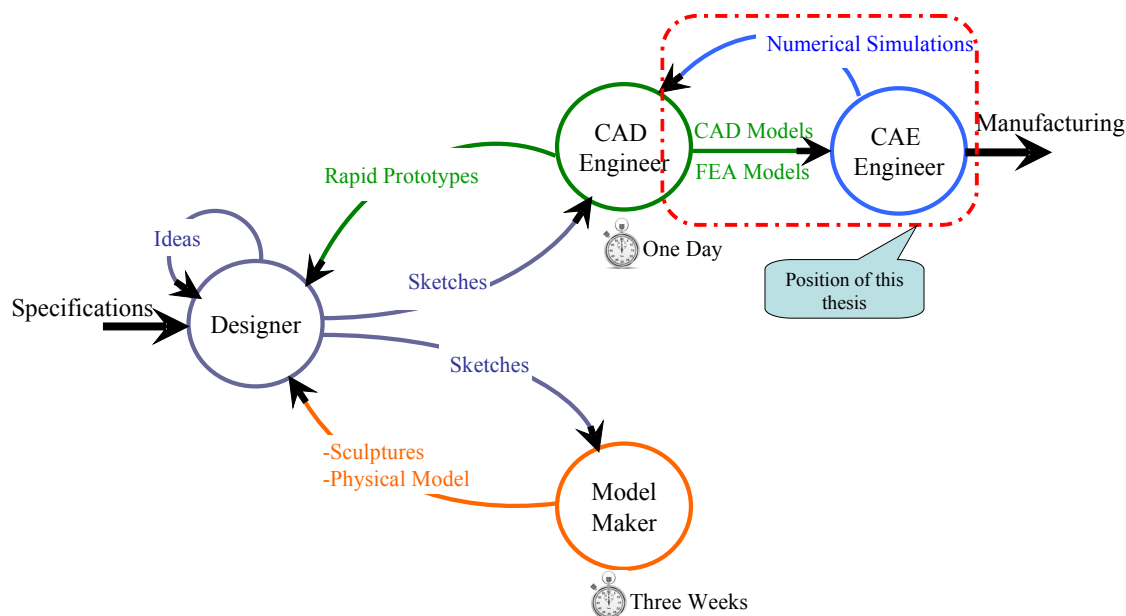 Numerical Simulations
CAD
Engineer
CAD Models
FEA Models
CAE
Engineer
Manufacturing
Rapid Prototypes
Ideas
One Day
Position of this
thesis
Sketches
Specifications
Designer
Sketches
-Sculptures
-Physical Model
Model
Maker
Three Weeks